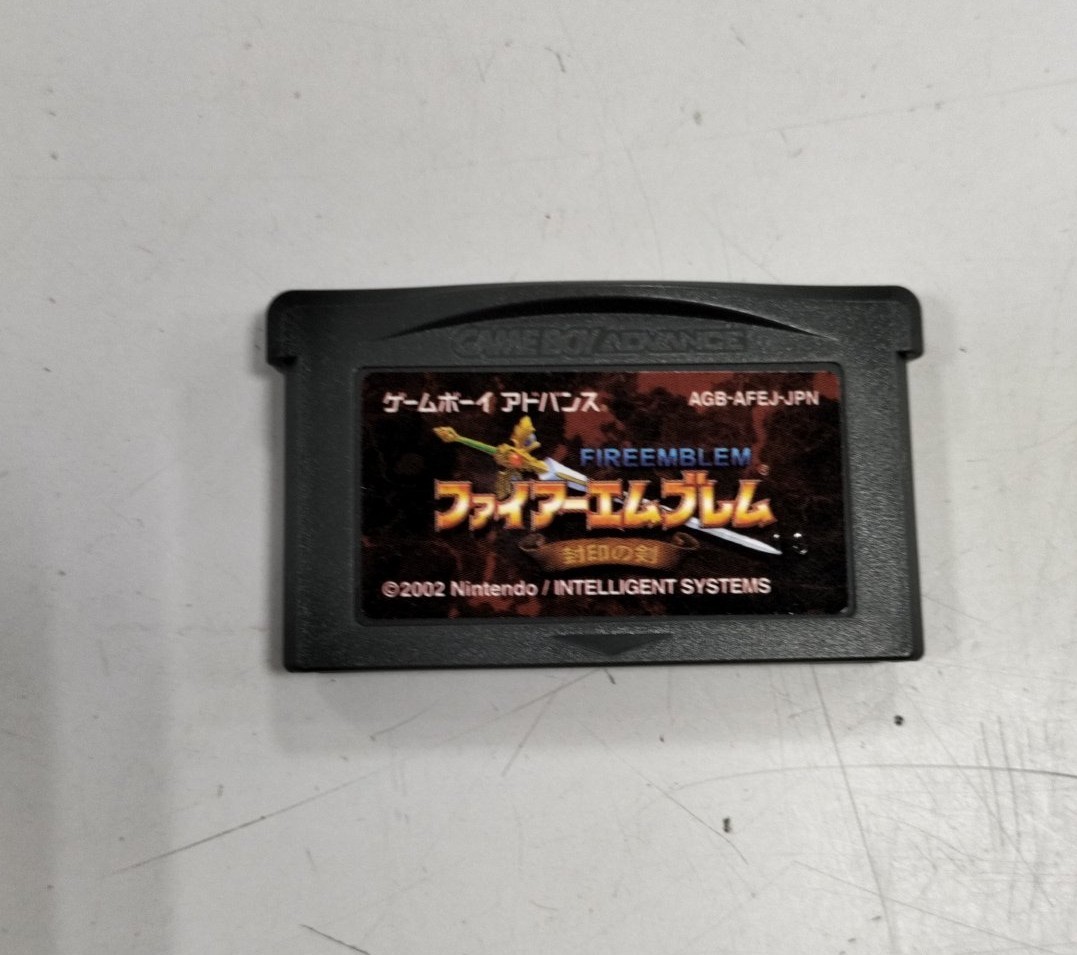 GAME BOY ADVANCE
ゲームボーイ アドバンス® AGB-AFEJ-JPN
FIREEMBLEM
ファイアーエムブレム®
封印の剣
©2002 Nintendo / INTELLIGENT SYSTEMS